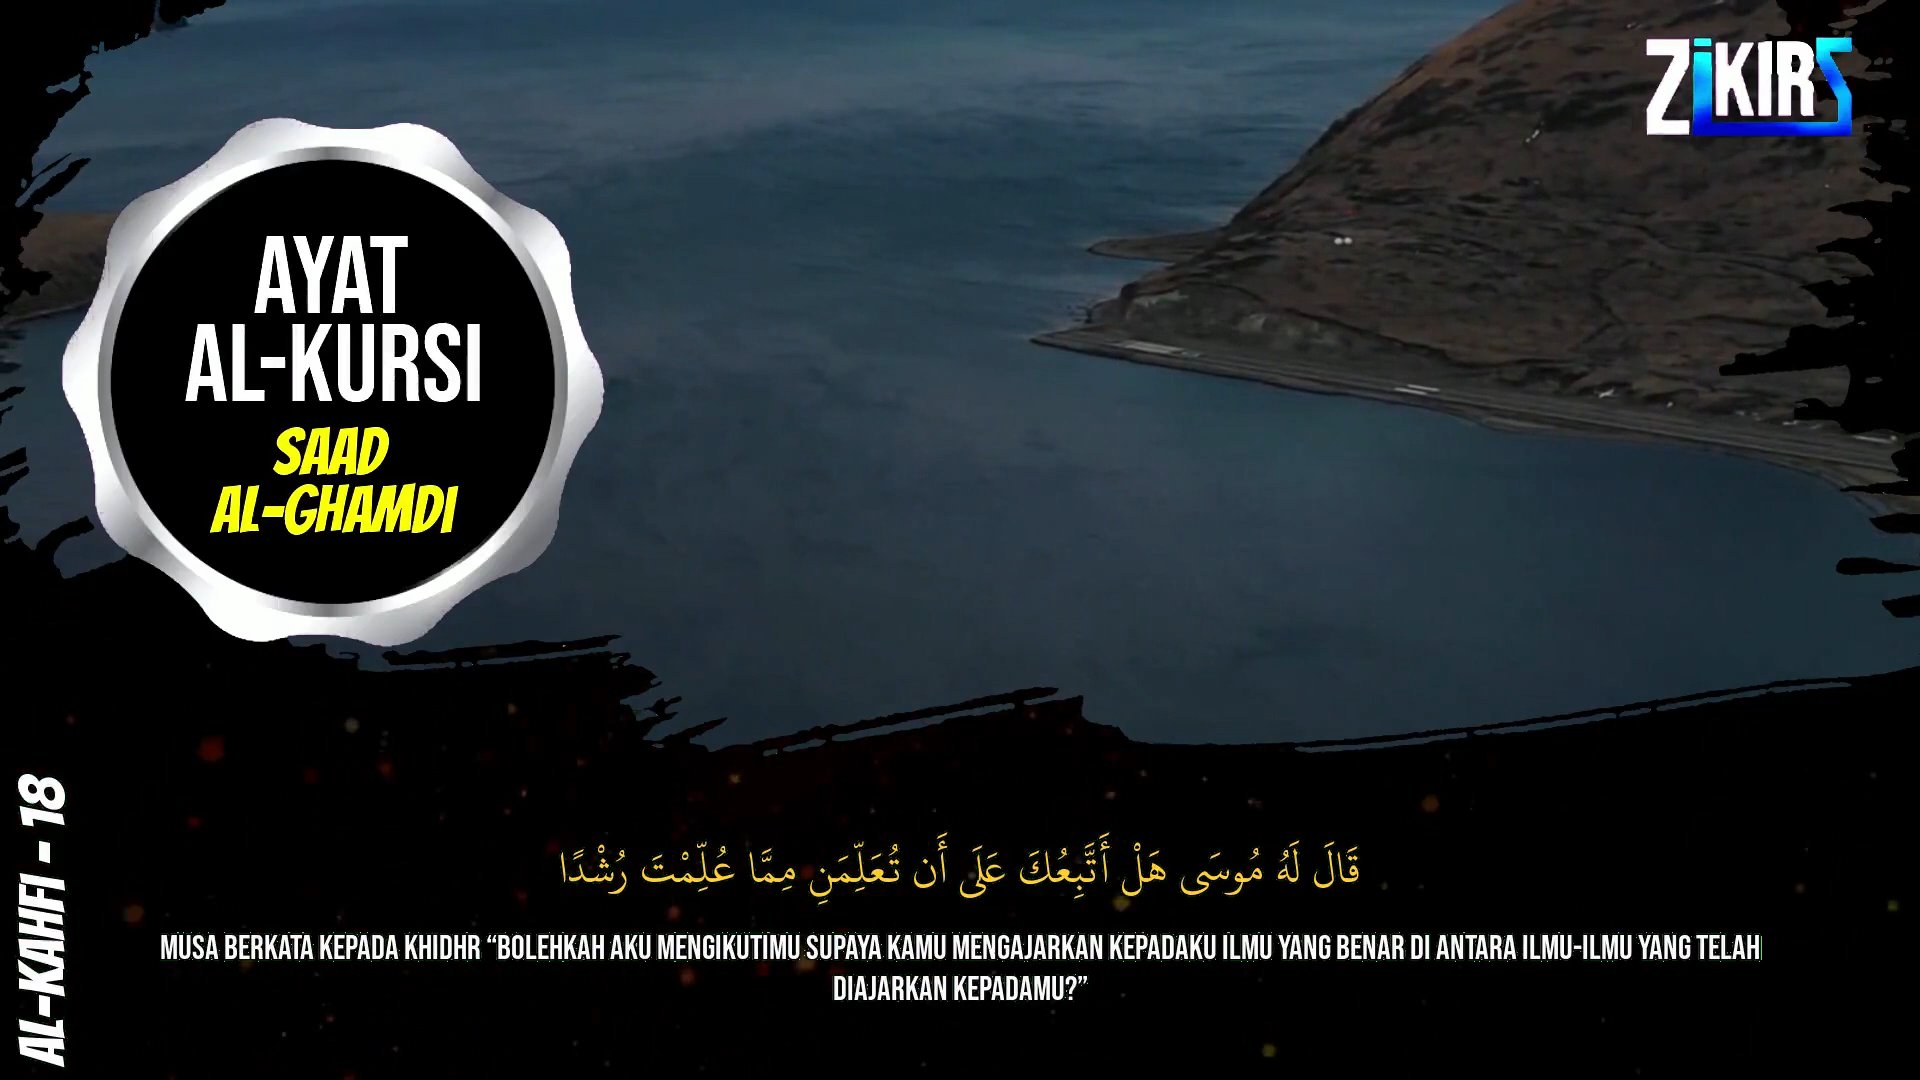 ZIKIRS
AYAT
AL-KURSI
SAAD
AL-GHAMDI
AL-KAHFI - 18
قَالَ لَهُ مُوسَى هَلْ أَتَّبِعُكَ عَلَى أَن تُعَلِّمَنِ مِمَّا عُلِّمْتَ رُشْدًا
MUSA BERKATA KEPADA KHIDHR “BOLEHKAH AKU MENGIKUTIMU SUPAYA KAMU MENGAJARKAN KEPADAKU ILMU YANG BENAR DI ANTARA ILMU-ILMU YANG TELAH
DIAJARKAN KEPADAMU?”